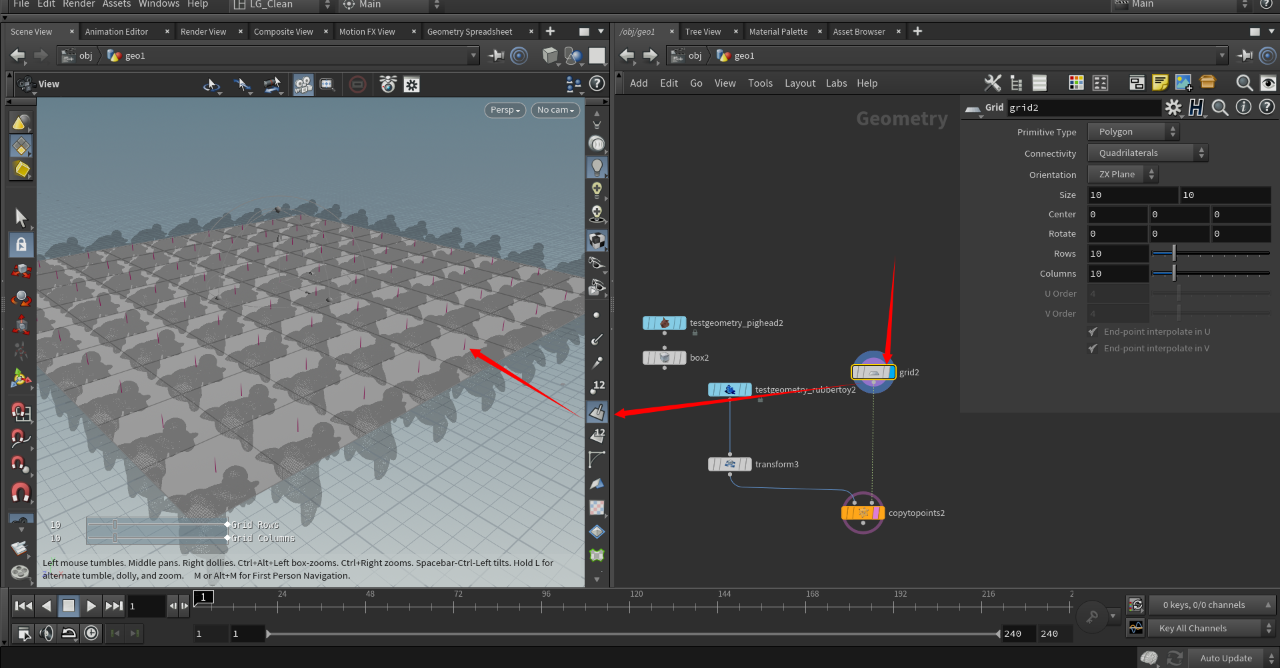 File Edit Render Assets Windows Help LG_Clean Main Main
Scene View Animation Editor Render View Composite View Motion FX View Geometry Spreadsheet
/obj/geo1 Tree View Material Palette Asset Browser
obj geo1
obj geo1
View
Add Edit Go View Tools Layout Labs Help
Persp No cam
Geometry
Grid grid2
Primitive Type Polygon
Connectivity Quadrilaterals
Orientation ZX Plane
Size 10 10
Center 0 0 0
Rotate 0 0 0
Rows 10
Columns 10
U Order 4
V Order 4
End-point interpolate in U
End-point interpolate in V
testgeometry_pighead2
box2
grid2
testgeometry_rubbertoy2
transform3
copytopoints2
12
12
10 Grid Rows
10 Grid Columns
Left mouse tumbles. Middle pans. Right dollies. Ctrl+Alt+Left box-zooms. Ctrl+Right zooms. Spacebar-Ctrl-Left tilts. Hold L for
alternate tumble, dolly, and zoom. M or Alt+M for First Person Navigation.
1 1 24 48 72 96 120 144 168 192 216 2
0 keys, 0/0 channels
1 1 240 240
Key All Channels
Auto Update